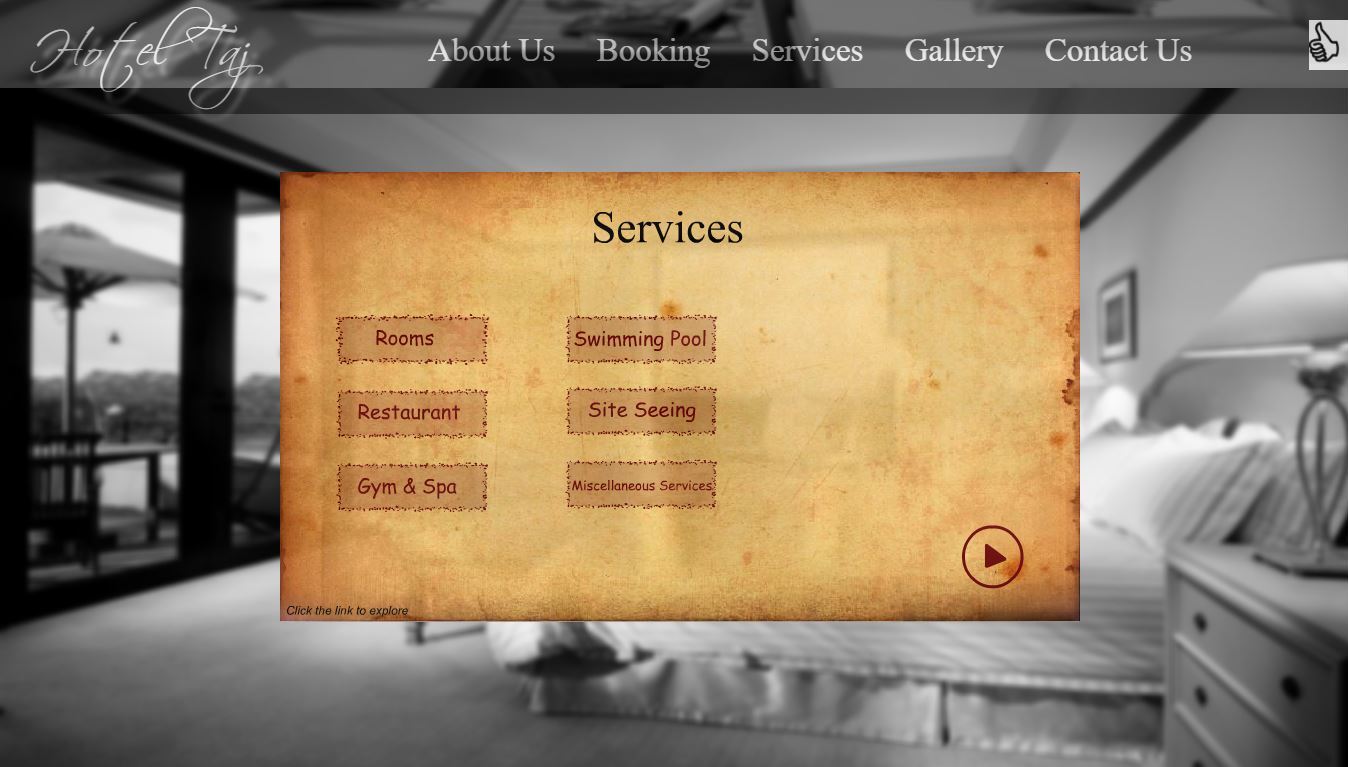 Hotel Taj
About Us Booking Services Gallery Contact Us
Services
Rooms
Swimming Pool
Restaurant
Site Seeing
Gym & Spa
Miscellaneous Services
Click the link to explore